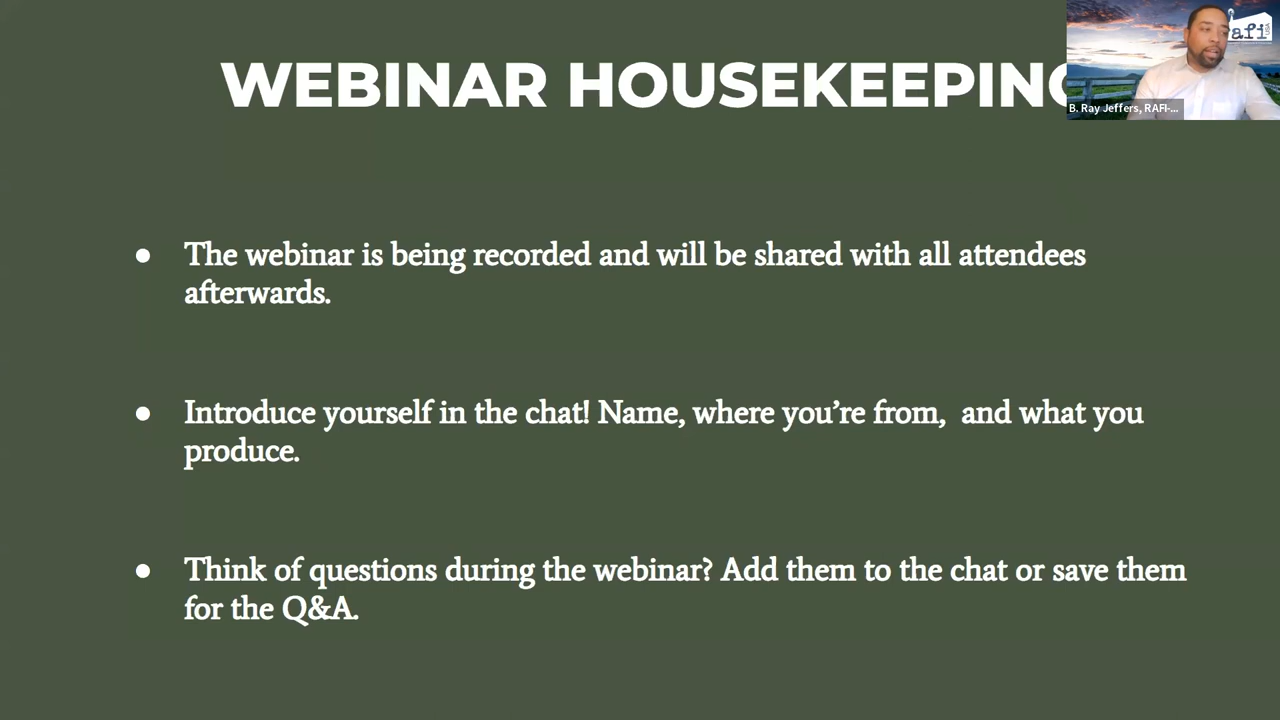 WEBINAR HOUSEKEEPING
afi
USA
B. Ray Jeffers, RAFI-...
● The webinar is being recorded and will be shared with all attendees
afterwards.
● Introduce yourself in the chat! Name, where you’re from,  and what you
produce.
● Think of questions during the webinar? Add them to the chat or save them
for the Q&A.